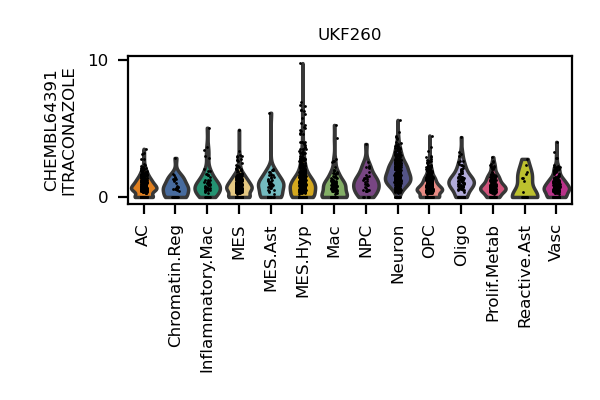 UKF260
CHEMBL64391
ITRACONAZOLE
10
0
AC
Chromatin.Reg
Inflammatory.Mac
MES
MES.Ast
MES.Hyp
Mac
NPC
Neuron
OPC
Oligo
Prolif.Metab
Reactive.Ast
Vasc